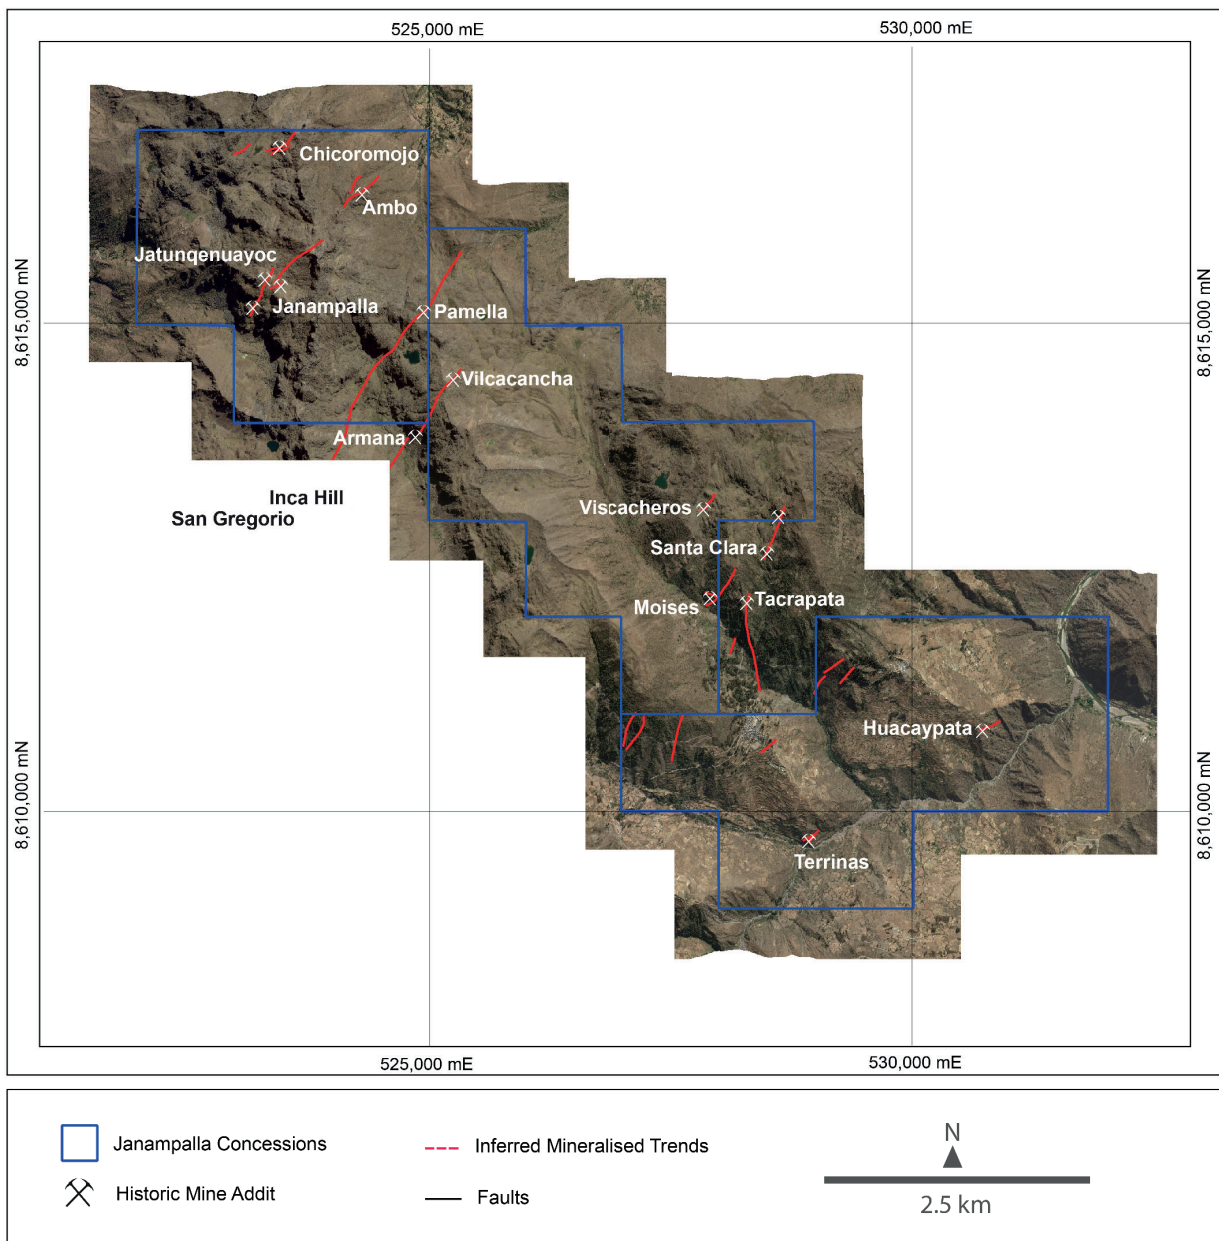 525,000 mE
530,000 mE
Chicoromojo
Ambo
Jatunqenuayoc
Janampalla
Pamella
8,615,000 mN
8,615,000 mN
Vilcacancha
Armana
Inca Hill
San Gregorio
Viscacheros
Santa Clara
Moises
Tacrapata
Huacaypata
8,610,000 mN
8,610,000 mN
Terrinas
525,000 mE
530,000 mE
Janampalla Concessions
Inferred Mineralised Trends
N
Historic Mine Addit
Faults
2.5 km